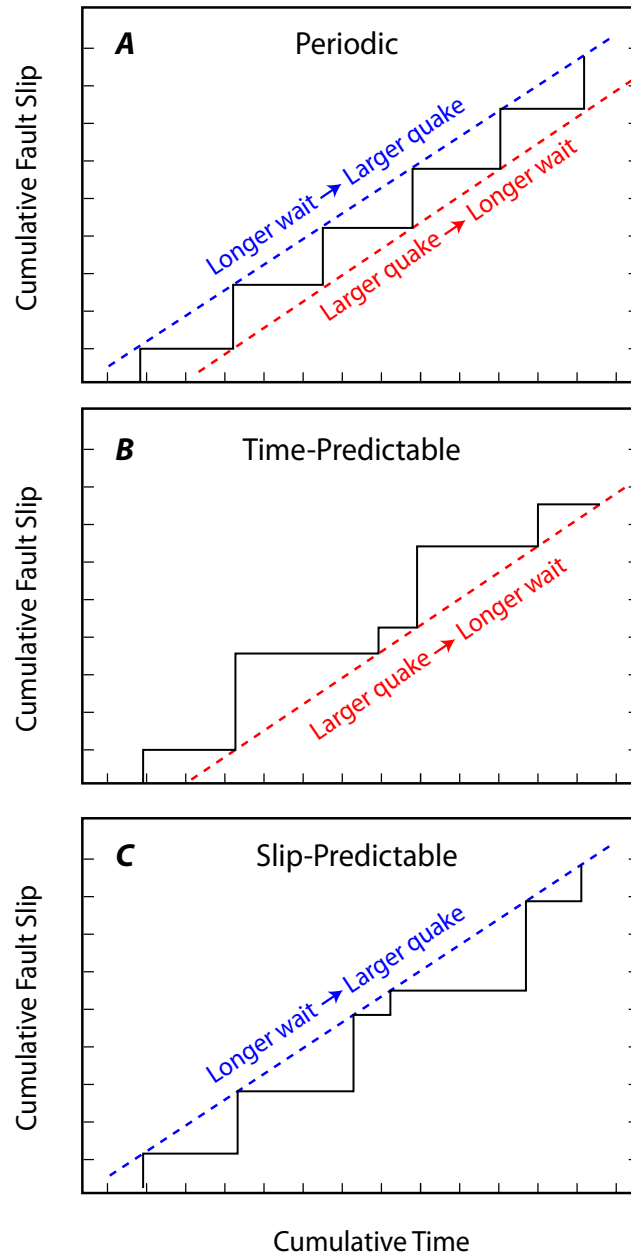 A Periodic
Longer wait → Larger quake
Larger quake → Longer wait
Cumulative Fault Slip
B Time-Predictable
Larger quake → Longer wait
Cumulative Fault Slip
C Slip-Predictable
Longer wait → Larger quake
Cumulative Fault Slip
Cumulative Time